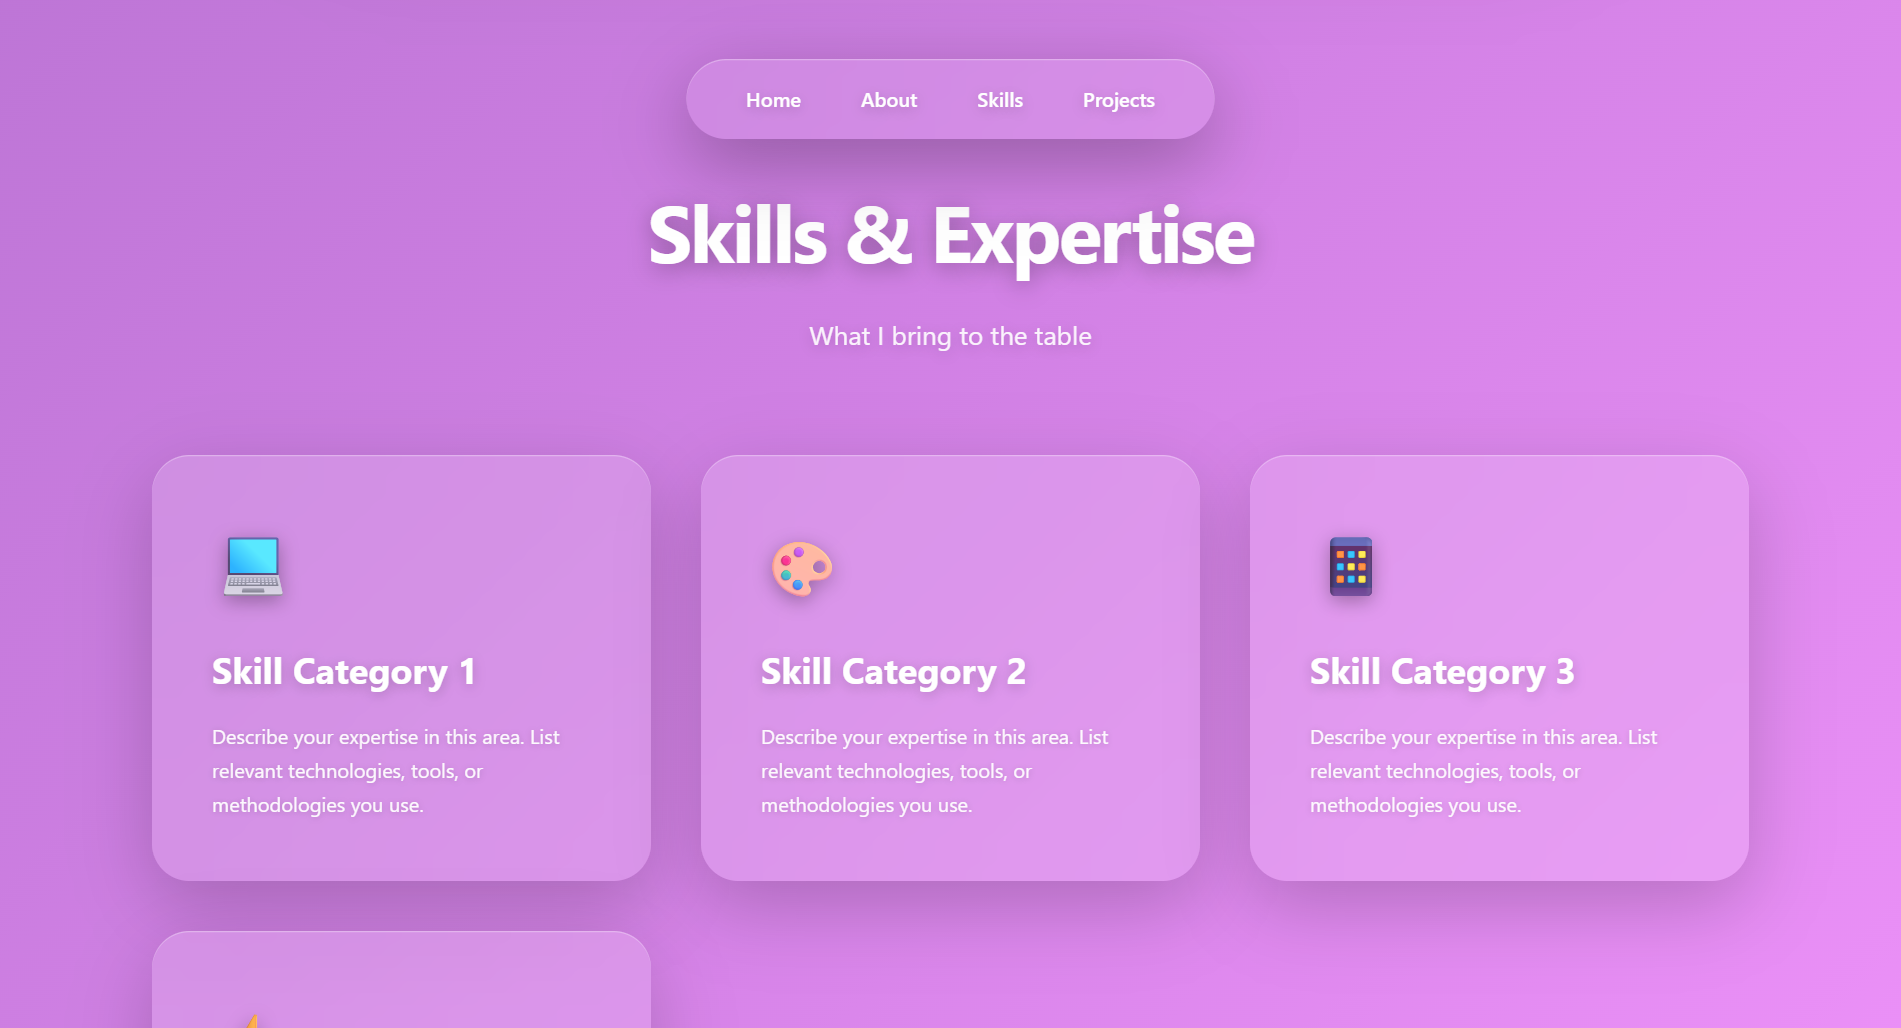 Home About Skills Projects
Skills & Expertise
What I bring to the table
Skill Category 1
Describe your expertise in this area. List
relevant technologies, tools, or
methodologies you use.
Skill Category 2
Describe your expertise in this area. List
relevant technologies, tools, or
methodologies you use.
Skill Category 3
Describe your expertise in this area. List
relevant technologies, tools, or
methodologies you use.